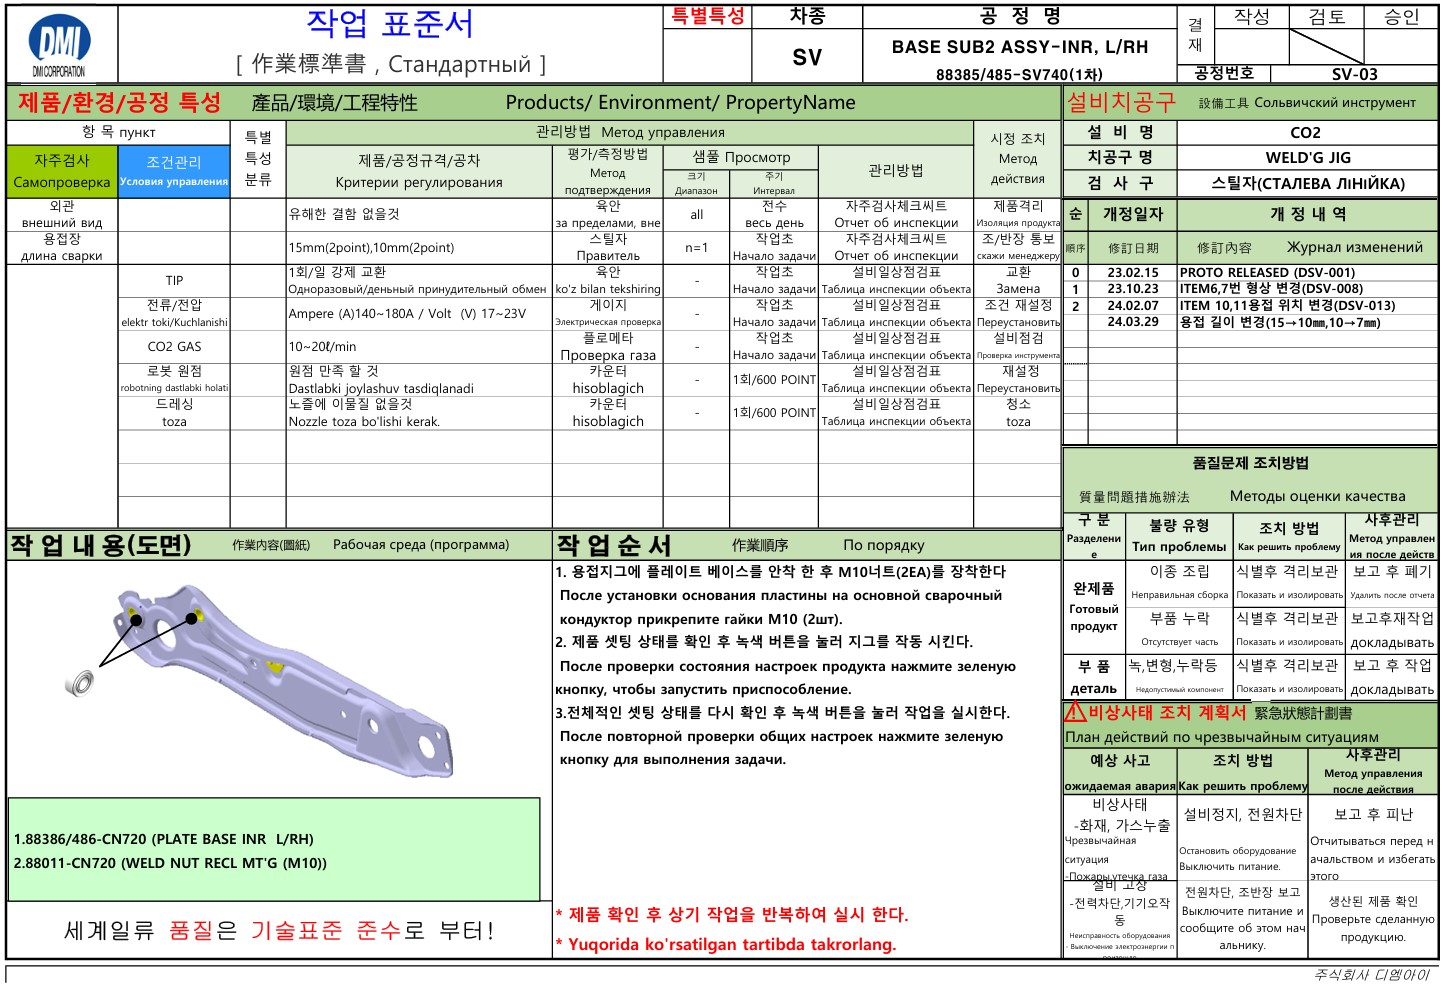 DMI
DMI CORPORATION
작업 표준서
[ 作業標準書 , Стандартный ]
특별특성
차종
SV
공 정 명
BASE SUB2 ASSY-INR, L/RH
88385/485-SV740(1차)
결재
작성
검토
승인
공정번호
SV-03
제품/환경/공정 특성 產品/環境/工程特性 Products/ Environment/ PropertyName
항 목 пункт
특별
특성
분류
관리방법 Метод управления
시정 조치
Метод
действия
자주검사
Самопроверка
조건관리
Условия управления
제품/공정규격/공차
Критерии регулирования
평가/측정방법
Метод
подтверждения
샘풀 Просмотр
크기
Диапазон
주기
Интервал
관리방법
외관
внешний вид
유해한 결함 없을것
육안
за пределами, вне
all
전수
весь день
자주검사체크씨트
Отчет об инспекции
제품격리
Изоляция продукта
용접장
длина сварки
15mm(2point),10mm(2point)
스틸자
Правитель
n=1
작업초
Начало задачи
자주검사체크씨트
Отчет об инспекции
조/반장 통보
скажи менеджеру
TIP
1회/일 강제 교환
Одноразовый/деньный принудительный обмен
육안
ko'z bilan tekshiring
-
작업초
Начало задачи
설비일상점검표
Таблица инспекции объекта
교환
Замена
전류/전압
elektr toki/Kuchlanishi
Ampere (A)140~180A / Volt (V) 17~23V
게이지
Электрическая проверка
-
작업초
Начало задачи
설비일상점검표
Таблица инспекции объекта
조건 재설정
Переустановить
CO2 GAS
10~20ℓ/min
플로메타
Проверка газа
-
작업초
Начало задачи
설비일상점검표
Таблица инспекции объекта
설비점검
Проверка инструмента
로봇 원점
robotning dastlabki holati
원점 만족 할 것
Dastlabki joylashuv tasdiqlanadi
카운터
hisoblagich
-
1회/600 POINT
설비일상점검표
Таблица инспекции объекта
재설정
Переустановить
드레싱
toza
노즐에 이물질 없을것
Nozzle toza bo'lishi kerak.
카운터
hisoblagich
-
1회/600 POINT
설비일상점검표
Таблица инспекции объекта
청소
toza
설비치공구 設備工具 Сольвичский инструмент
설 비 명
CO2
치공구 명
WELD'G JIG
검 사 구
스틸자(СТАЛЕВА ЛІНІЙКА)
순
개정일자
개 정 내 역
順序
修訂日期
修訂內容 Журнал изменений
0 23.02.15 PROTO RELEASED (DSV-001)
1 23.10.23 ITEM6,7번 형상 변경(DSV-008)
2 24.02.07 ITEM 10,11용접 위치 변경(DSV-013)
24.03.29 용접 길이 변경(15→10㎜,10→7㎜)
품질문제 조치방법
質量問題措施辦法 Методы оценки качества
구 분
Разделени
е
불량 유형
Тип проблемы
조치 방법
Как решить проблему
사후관리
Метод управлен
ия после действ
완제품
Готовый
продукт
이종 조립
Неправильная сборка
식별후 격리보관
Показать и изолировать
보고 후 폐기
Удалить после отчета
부품 누락
Отсутствует часть
식별후 격리보관
Показать и изолировать
보고후재작업
докладывать
부 품
деталь
녹,변형,누락등
Недопустимый компонент
식별후 격리보관
Показать и изолировать
보고 후 작업
докладывать
비상사태 조치 계획서 緊急狀態計劃書
План действий по чрезвычайным ситуациям
예상 사고
ожидаемая авария
조치 방법
Как решить проблему
사후관리
Метод управления
после действия
비상사태
-화재, 가스누출
Чрезвычайная
ситуация
-Пожары,утечка газа
설비정지, 전원차단
Остановить оборудование
Выключить питание.
보고 후 피난
Отчитываться перед н
ачальством и избегать
этого
설비 고장
-전력차단,기기오작
동
Неисправность оборудования
- Выключение электроэнергии п
전원차단, 조반장 보고
Выключите питание и
сообщите об этом нач
альнику.
생산된 제품 확인
Проверьте сделанную
продукцию.
작 업 내 용(도면) 作業內容(圖紙) Рабочая среда (программа)
1.88386/486-CN720 (PLATE BASE INR L/RH)
2.88011-CN720 (WELD NUT RECL MT'G (M10))
세계일류 품질은 기술표준 준수로 부터!
작 업 순 서 作業順序 По порядку
1. 용접지그에 플레이트 베이스를 안착 한 후 M10너트(2EA)를 장착한다
После установки основания пластины на основной сварочный
кондуктор прикрепите гайки M10 (2шт).
2. 제품 셋팅 상태를 확인 후 녹색 버튼을 눌러 지그를 작동 시킨다.
После проверки состояния настроек продукта нажмите зеленую
кнопку, чтобы запустить приспособление.
3.전체적인 셋팅 상태를 다시 확인 후 녹색 버튼을 눌러 작업을 실시한다.
После повторной проверки общих настроек нажмите зеленую
кнопку для выполнения задачи.
* 제품 확인 후 상기 작업을 반복하여 실시 한다.
* Yuqorida ko'rsatilgan tartibda takrorlang.
주식회사 디엠아이